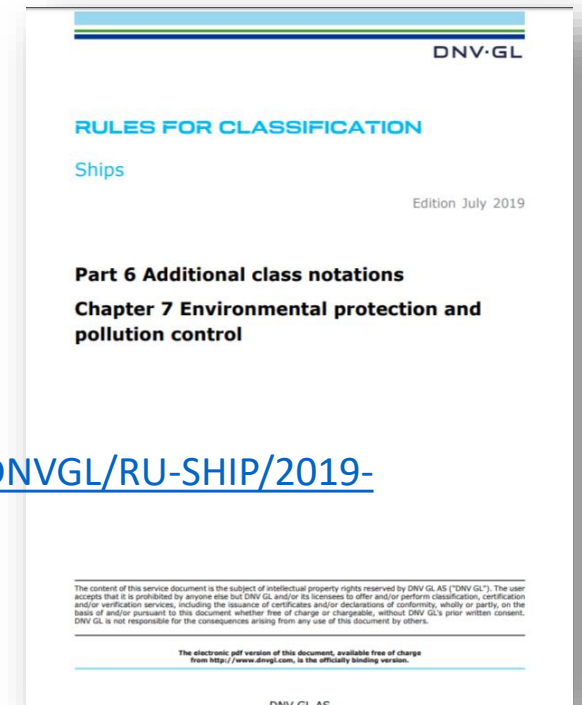 DNV·GL
RULES FOR CLASSIFICATION
Ships
Edition July 2019
Part 6 Additional class notations
Chapter 7 Environmental protection and
pollution control
DNVGL/RU-SHIP/2019-
The content of this service document is the subject of intellectual property rights reserved by DNV GL AS ("DNV GL"). The user
accepts that it is prohibited by anyone else but DNV GL and/or its licensees to offer and/or perform classification, certification
and/or verification services, including the issuance of certificates and/or declarations of conformity, wholly or partly, on the
basis of and/or pursuant to this document whether free of charge or chargeable, without DNV GL's prior written consent.
DNV GL is not responsible for the consequences arising from any use of this document by others.
The electronic pdf version of this document, available free of charge
from http://www.dnvgl.com, is the officially binding version.
DNV GL AS